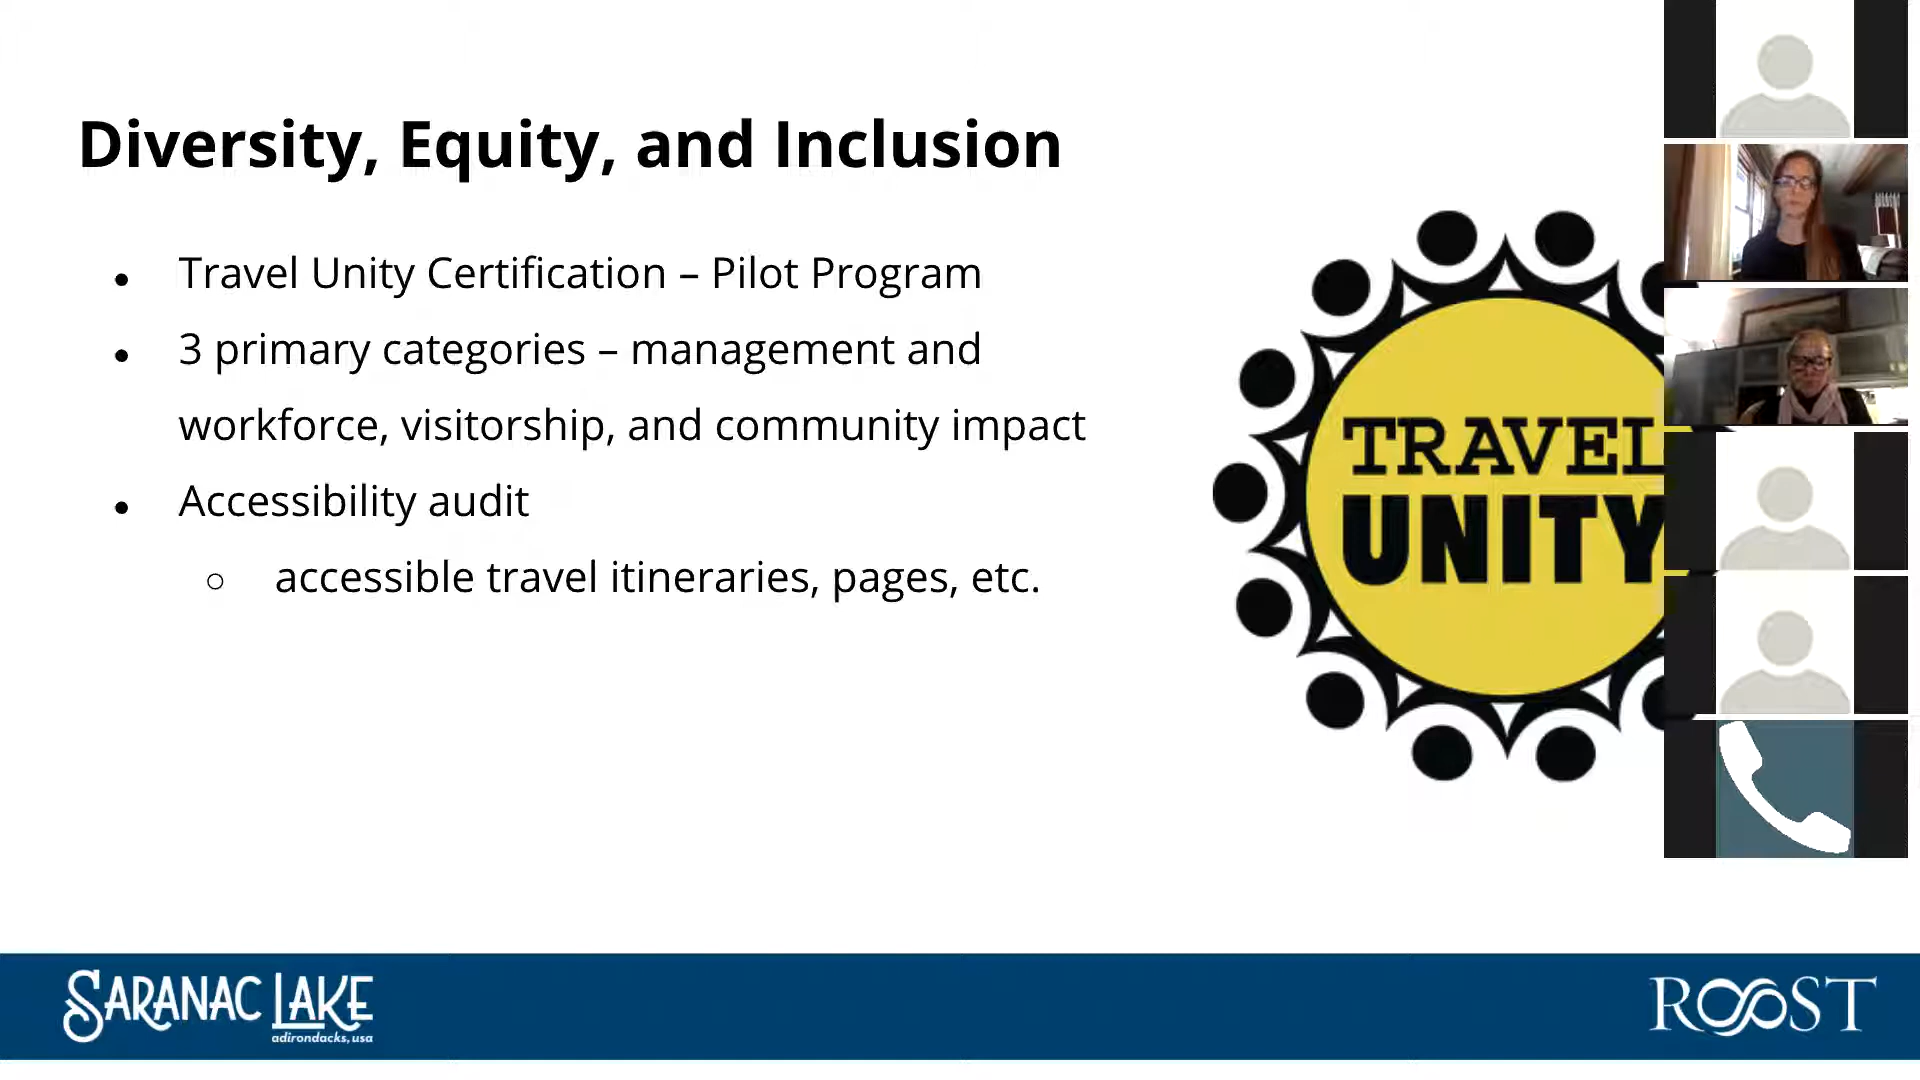 Diversity, Equity, and Inclusion
● Travel Unity Certification – Pilot Program
● 3 primary categories – management and
workforce, visitorship, and community impact
● Accessibility audit
○ accessible travel itineraries, pages, etc.
TRAVEL
UNITY
SARANAC LAKE
adirondacks, usa
ROOST